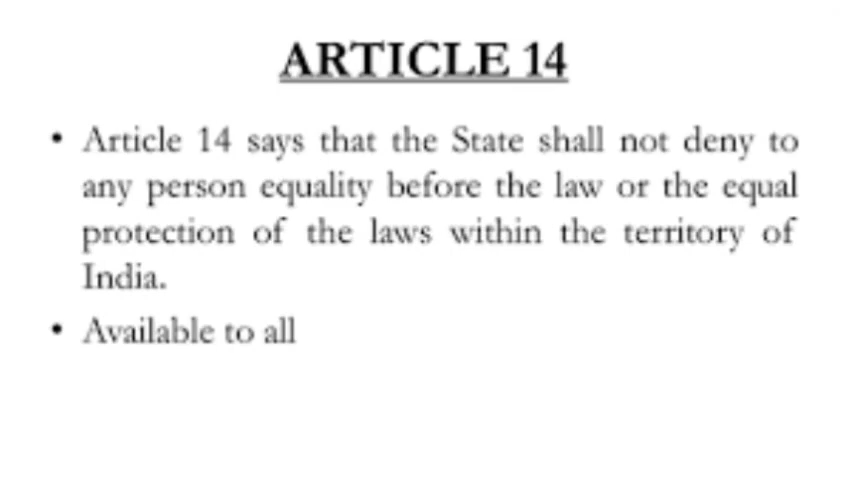 ARTICLE 14
• Article 14 says that the State shall not deny to
any person equality before the law or the equal
protection of the laws within the territory of
India.
• Available to all